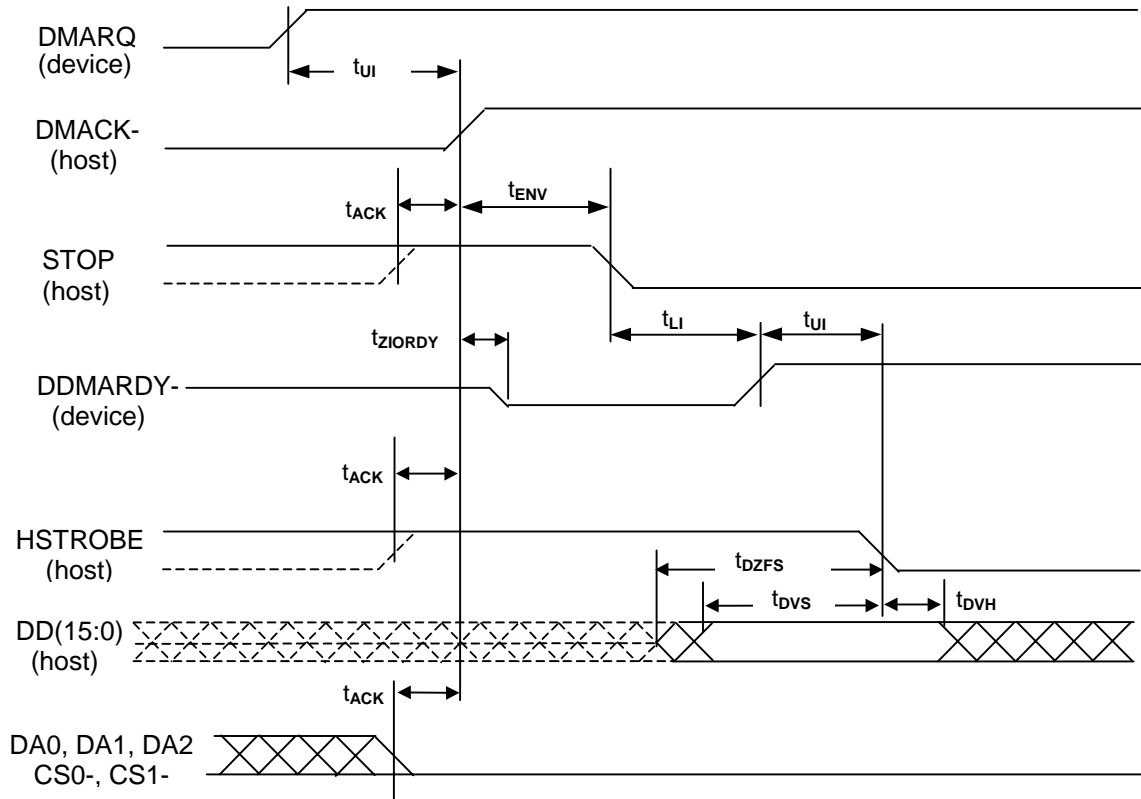 DMARQ
(device)
tUI
DMACK-
(host)
tACK
tENV
STOP
(host)
tLI
tUI
tZIORDY
DDMARDY-
(device)
tACK
HSTROBE
(host)
tDZFS
tDVS
tDVH
DD(15:0)
(host)
tACK
DA0, DA1, DA2
CS0-, CS1-